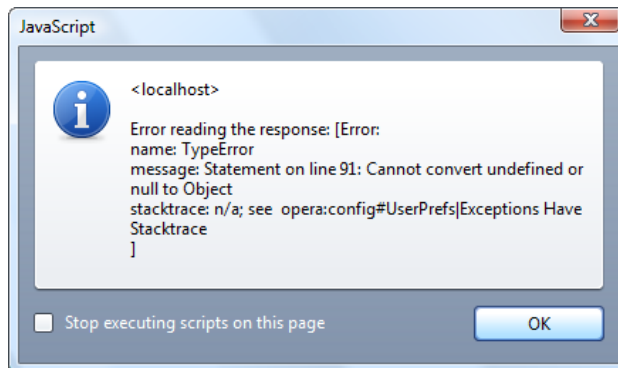 JavaScript
<localhost>
Error reading the response: [Error:
name: TypeError
message: Statement on line 91: Cannot convert undefined or
null to Object
stacktrace: n/a; see  opera:config#UserPrefs|Exceptions Have
Stacktrace
]
Stop executing scripts on this page
OK